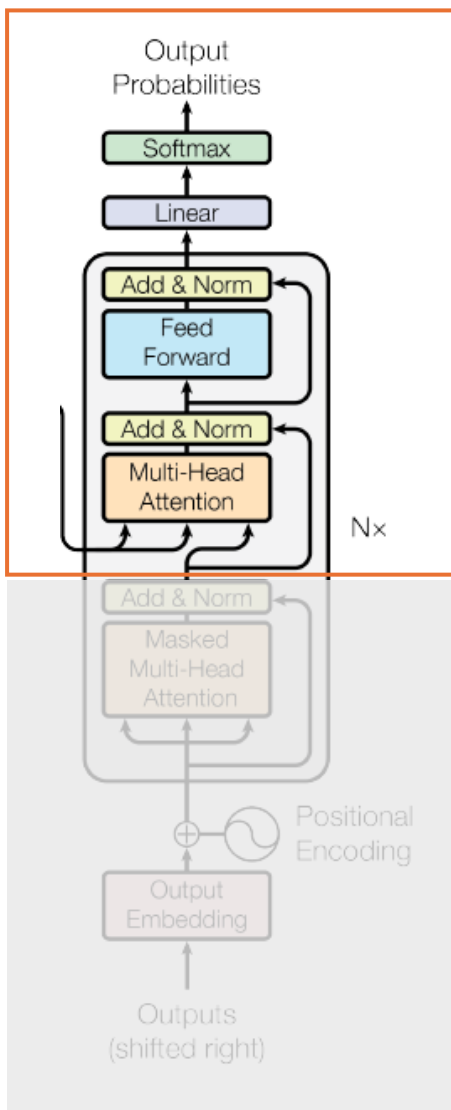 Output
Probabilities
Softmax
Linear
Add & Norm
Feed
Forward
Add & Norm
Multi-Head
Attention
N×
Add & Norm
Masked
Multi-Head
Attention
Positional
Encoding
Output
Embedding
Outputs
(shifted right)